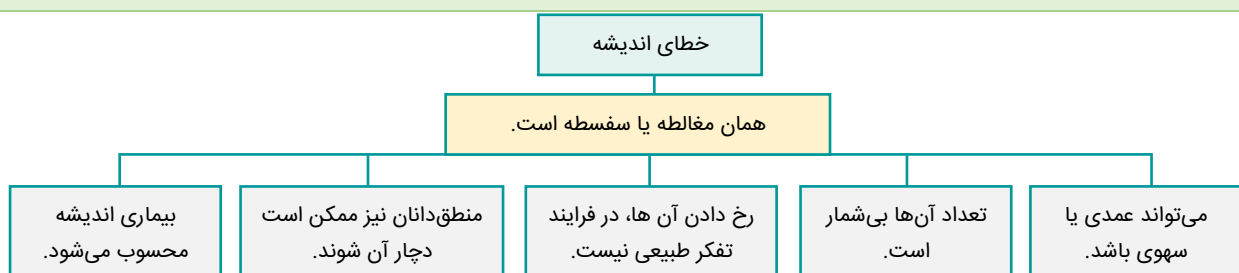 خطای اندیشه
همان مغالطه یا سفسطه است.
می‌تواند عمدی یا
سهوی باشد.
تعداد آن‌ها بی‌شمار
است.
رخ دادن آن ها، در فرایند
تفکر طبیعی نیست.
منطق‌دانان نیز ممکن است
دچار آن شوند.
بیماری اندیشه
محسوب می‌شود.